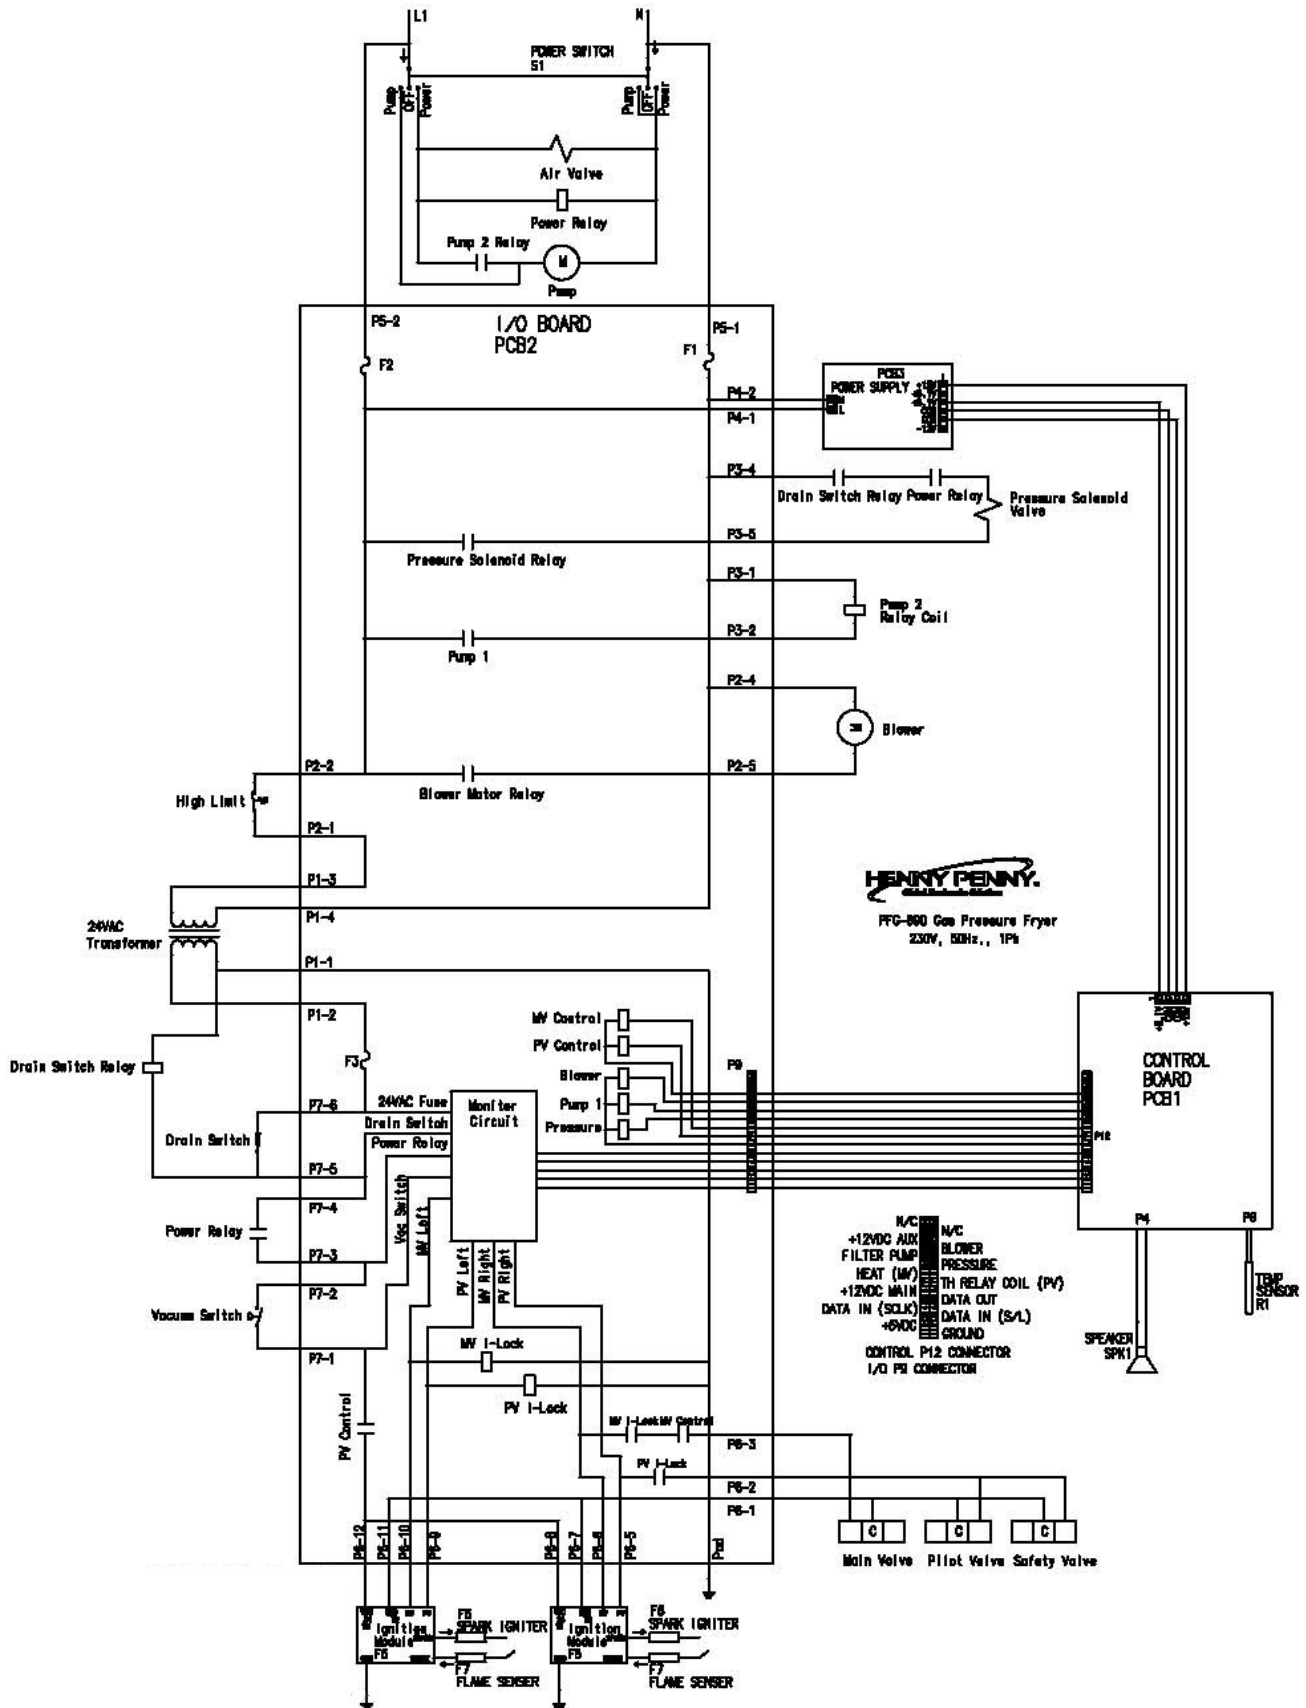 L1
N1
POWER SWITCH
S1
Pump
OFF
Power
Pump
OFF
Power
Air Valve
Power Relay
Pump 2 Relay
M
Pump
P5-2
I/O BOARD
PCB2
P5-1
F2
F1
PCB3
POWER SUPPLY
P4-2
P4-1
P3-4
Drain Switch Relay
Power Relay
Pressure Solenoid
Valve
P3-5
Pressure Solenoid Relay
P3-1
Pump 2
Relay Coil
P3-2
Pump 1
P2-4
Blower
P2-2
P2-5
Blower Motor Relay
High Limit
P2-1
P1-3
HENNY PENNY.
P1-4
PFG-690 Gas Pressure Fryer
230V, 50Hz., 1Ph
24VAC
Transformer
P1-1
P1-2
MV Control
PV Control
CONTROL
BOARD
PCB1
Drain Switch Relay
F3
Blower
P9
P7-6
24VAC Fuse
Monitor
Circuit
Pump 1
Drain Switch
Drain Switch
Pressure
P12
Power Relay
P7-5
P7-4
Vac Switch
MV Left
Power Relay
P7-3
PV Left
MV Right
PV Right
P4
P6
N/C
N/C
+12VDC AUX
BLOWER
FILTER PUMP
PRESSURE
HEAT (MV)
TH RELAY COIL (PV)
+12VDC MAIN
DATA OUT
DATA IN (SCLK)
DATA IN (S/L)
+5VDC
GROUND
CONTROL P12 CONNECTOR
I/O P9 CONNECTOR
TEMP
SENSOR
R1
SPEAKER
SPK1
P7-2
Vacuum Switch
P7-1
MV I-Lock
PV I-Lock
PV Control
MV I-Lock
MV Control
P6-3
PV I-Lock
P6-2
P6-1
C
C
C
Main Valve
Pilot Valve
Safety Valve
P6-12
P6-11
P6-10
P6-9
P6-8
P6-7
P6-6
P6-5
Pad
Ignition
Module
F5
F6
SPARK IGNITER
F7
FLAME SENSER
Ignition
Module
F5
F6
SPARK IGNITER
F7
FLAME SENSER